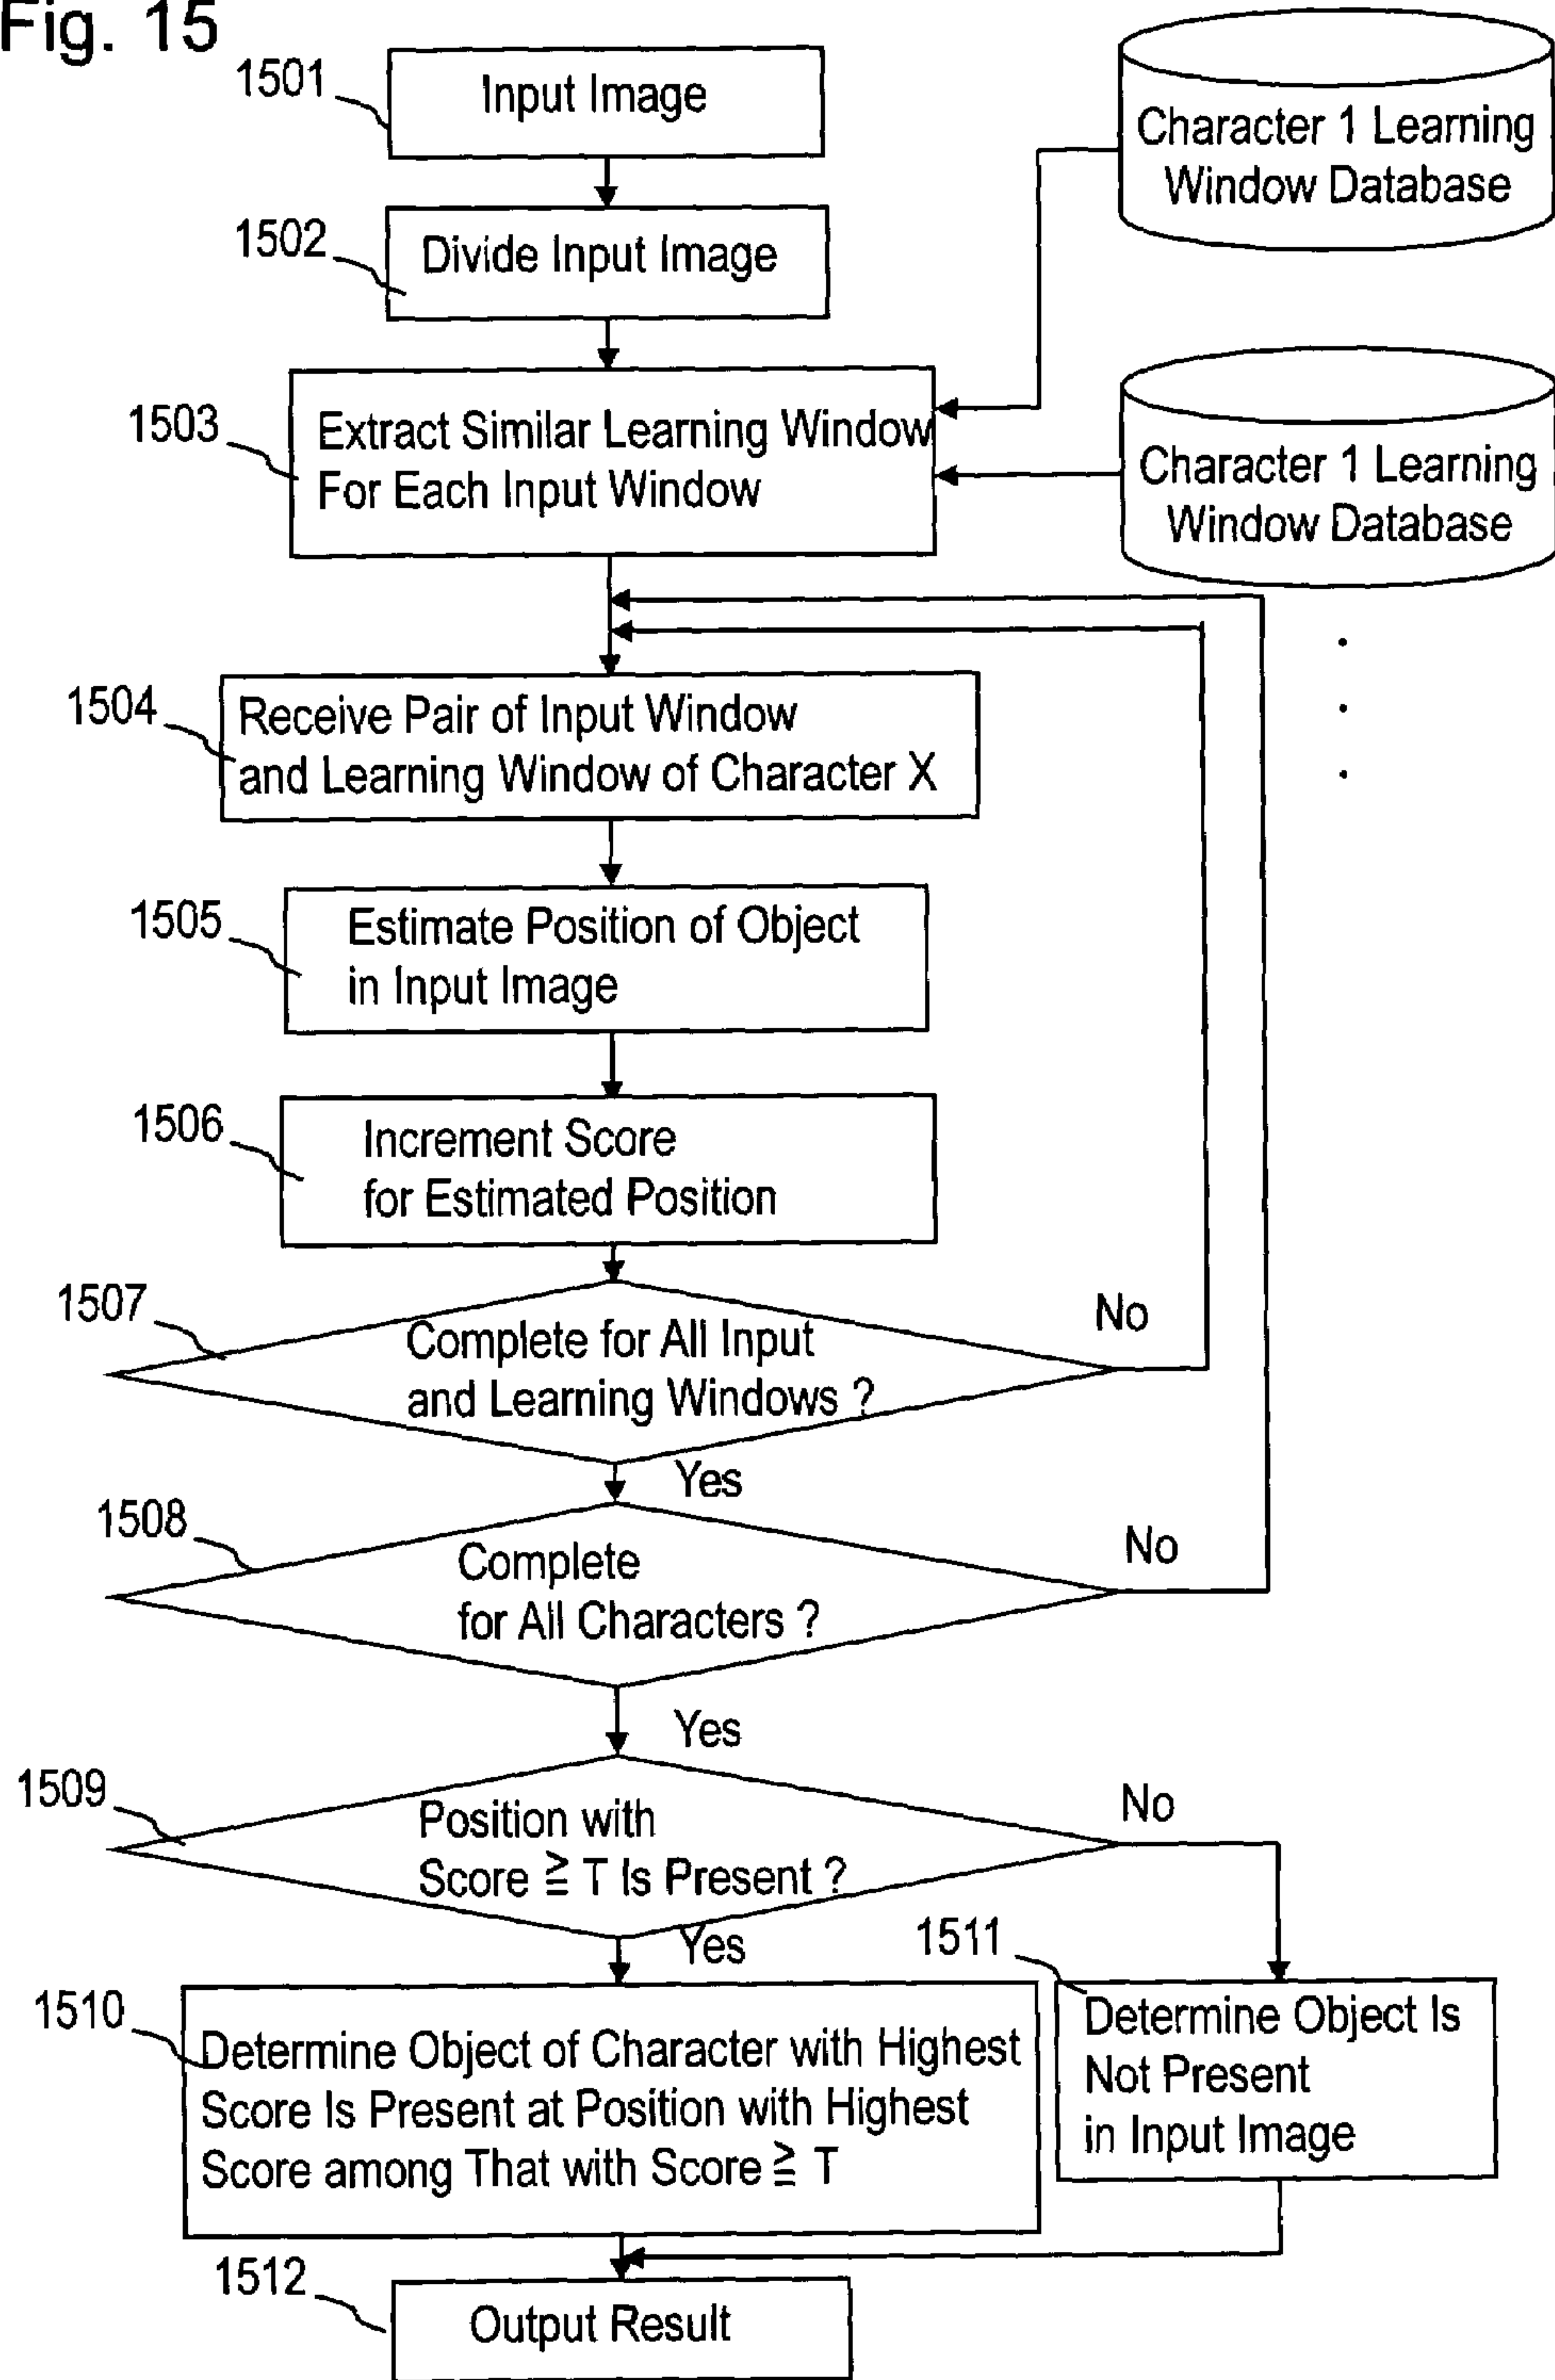 Fig. 15
1501
Input Image
Character 1 Learning
Window Database
1502
Divide Input Image
1503
Extract Similar Learning Window
For Each Input Window
Character 1 Learning
Window Database
1504
Receive Pair of Input Window
and Learning Window of Character X
1505
Estimate Position of Object
in Input Image
1506
Increment Score
for Estimated Position
1507
Complete for All Input
and Learning Windows ?
No
Yes
1508
Complete
for All Characters ?
No
Yes
1509
Position with
Score ≧ T Is Present ?
No
Yes
1510
Determine Object of Character with Highest
Score Is Present at Position with Highest
Score among That with Score ≧ T
1511
Determine Object Is
Not Present
in Input Image
1512
Output Result